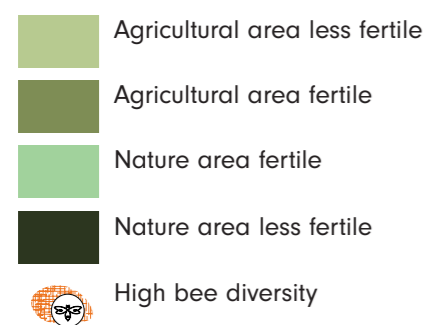 Agricultural area less fertile
Agricultural area fertile
Nature area fertile
Nature area less fertile
High bee diversity